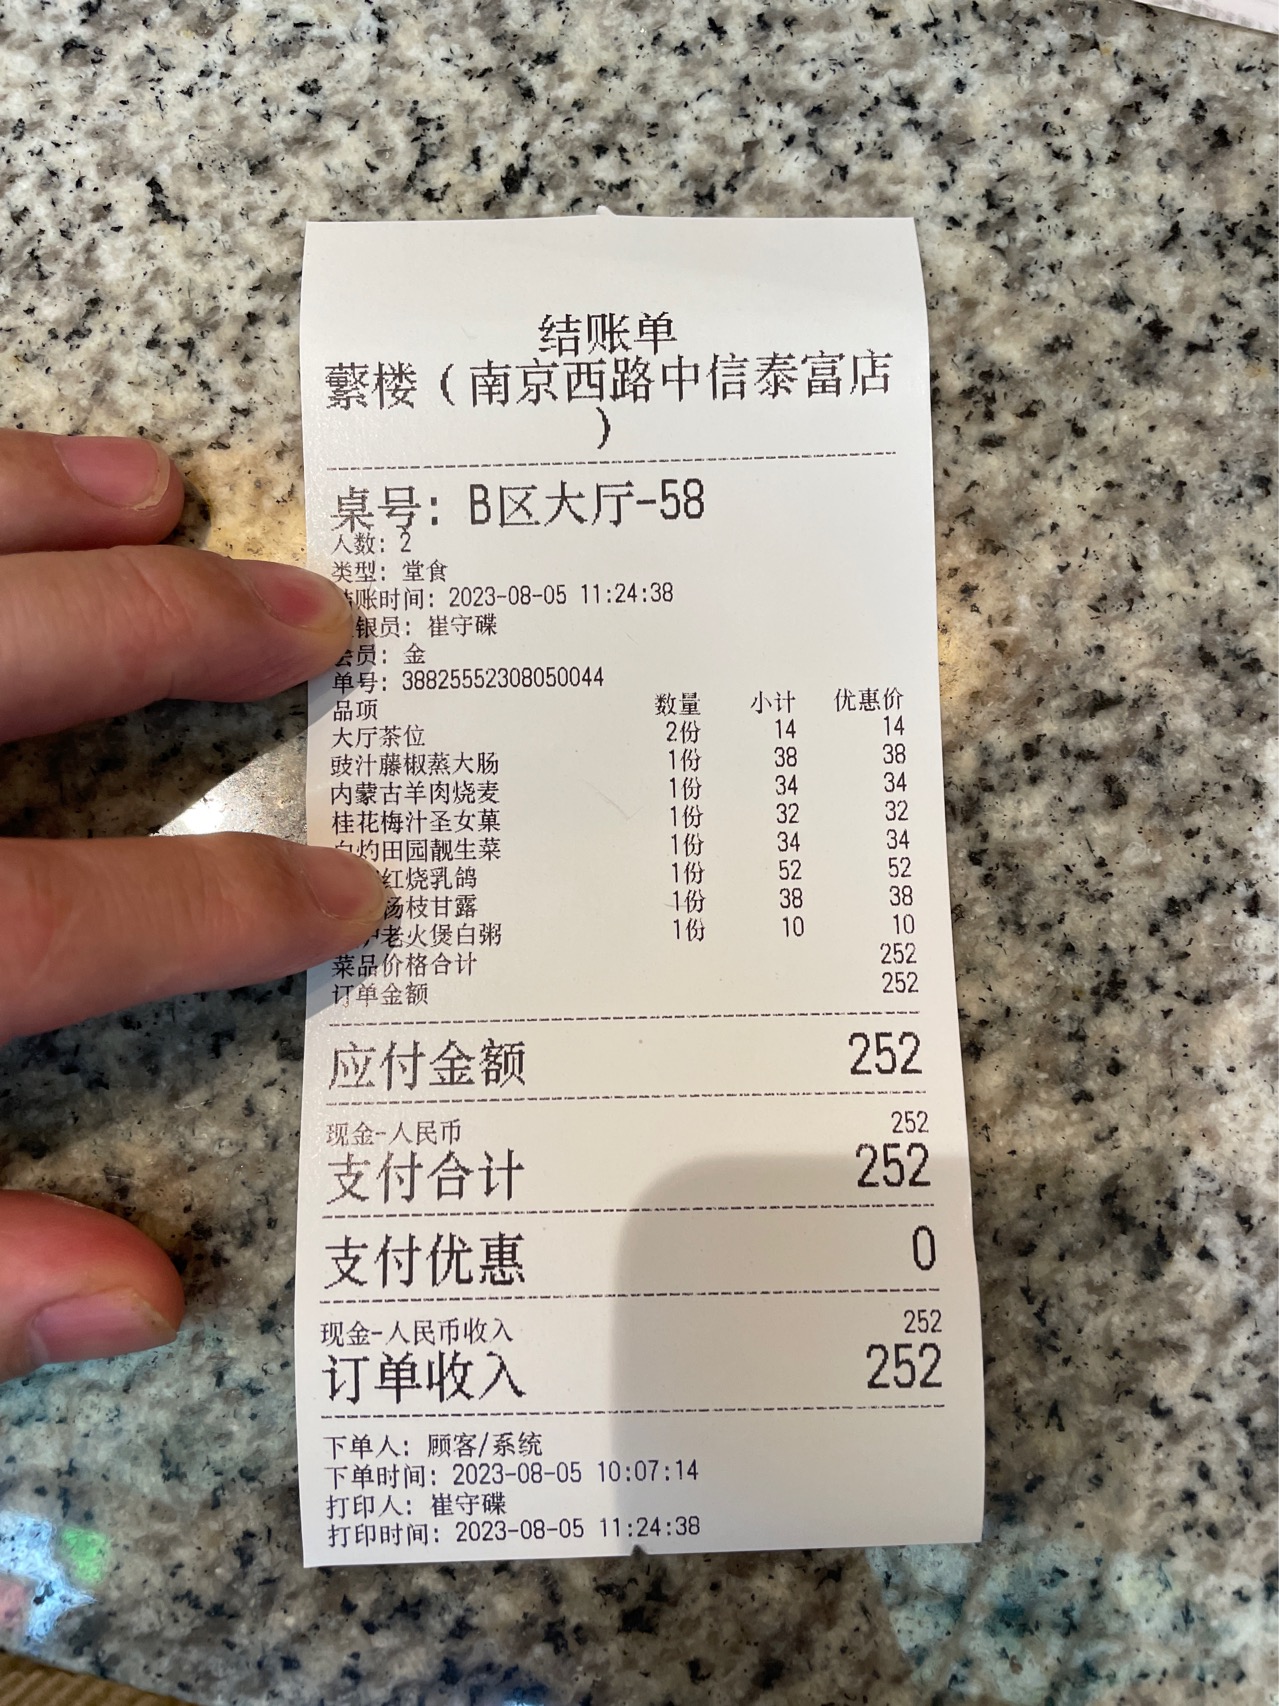 结账单
蘩楼（南京西路中信泰富店
）
桌号：B区大厅-58
人数：2
类型：堂食
账时间：2023-08-05 11:24:38
银员：崔守碟
会员：金
单号：38825552308050044
品项 数量 小计 优惠价
大厅茶位 2份 14 14
豉汁藤椒蒸大肠 1份 38 38
内蒙古羊肉烧麦 1份 34 34
桂花梅汁圣女菓 1份 32 32
白灼田园靓生菜 1份 34 34
红烧乳鸽 1份 52 52
杨枝甘露 1份 38 38
老火煲白粥 1份 10 10
菜品价格合计 252
订单金额 252
应付金额 252
现金-人民币 252
支付合计 252
支付优惠 0
现金-人民币收入 252
订单收入 252
下单人：顾客/系统
下单时间：2023-08-05 10:07:14
打印人：崔守碟
打印时间：2023-08-05 11:24:38